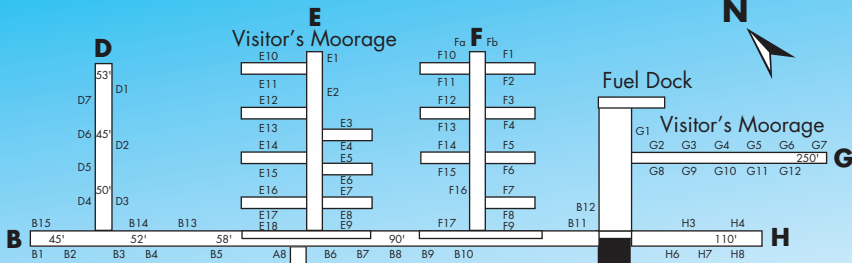 N
E
Visitor's Moorage
D
Fa F Fb
E10 E1
F10 F1
53'
E11 E2
F11 F2
Fuel Dock
D7 D1
E12
F12 F3
E13 E3
F13 F4
G1 Visitor's Moorage
D6 45' D2
E14 E4
E5
F14 F5
G2 G3 G4 G5 G6 G7
250' G
D5
E15 E6
F15 F6
G8 G9 G10 G11 G12
50'
E16 E7
F16 F7
D4 D3
E17 E8
F8
B12
E18 E9
F17 F9
B15 B14 B13
B11 H3 H4
B 45' 52' 58' 90' 110' H
B1 B2 B3 B4 B5 A8 B6 B7 B8 B9 B10 H6 H7 H8